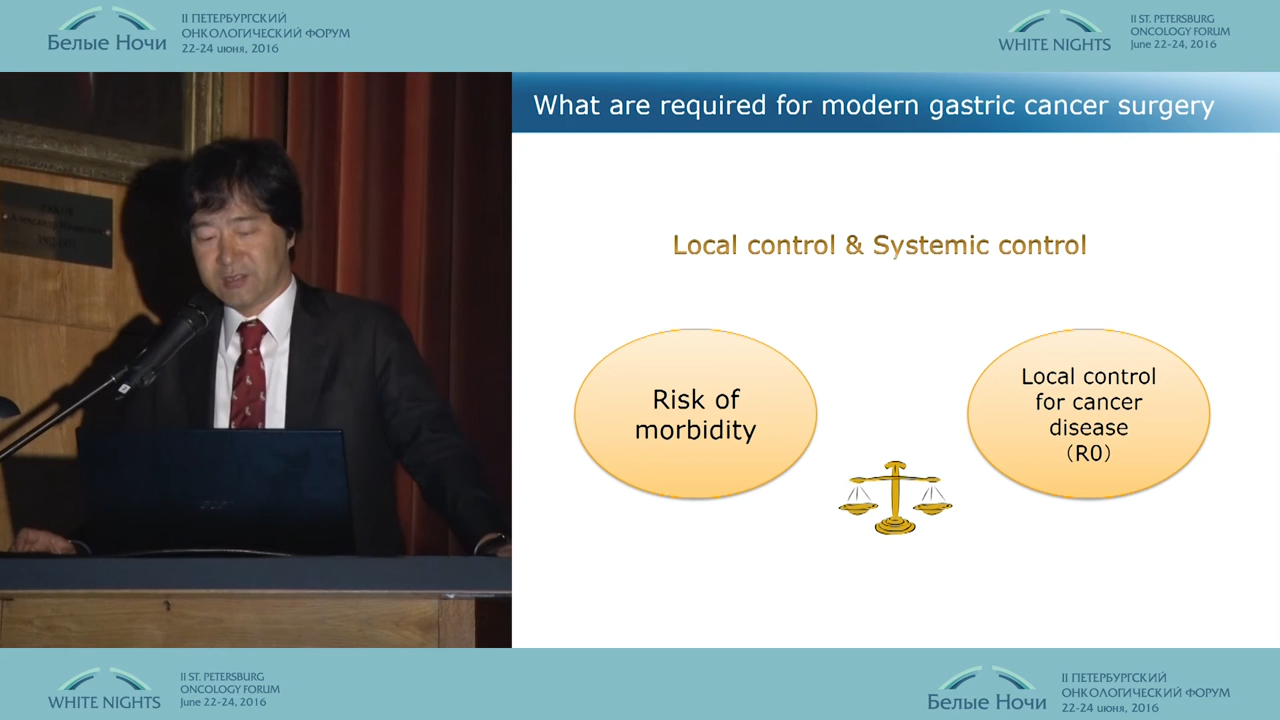 Белые Ночи
II ПЕТЕРБУРГСКИЙ
ОНКОЛОГИЧЕСКИЙ ФОРУМ
22-24 июня, 2016
WHITE NIGHTS
II ST. PETERSBURG
ONCOLOGY FORUM
June 22-24, 2016
What are required for modern gastric cancer surgery
Local control & Systemic control
Risk of
morbidity
Local control
for cancer
disease
（R0）
WHITE NIGHTS
II ST. PETERSBURG
ONCOLOGY FORUM
June 22-24, 2016
Белые Ночи
II ПЕТЕРБУРГСКИЙ
ОНКОЛОГИЧЕСКИЙ ФОРУМ
22-24 июня, 2016